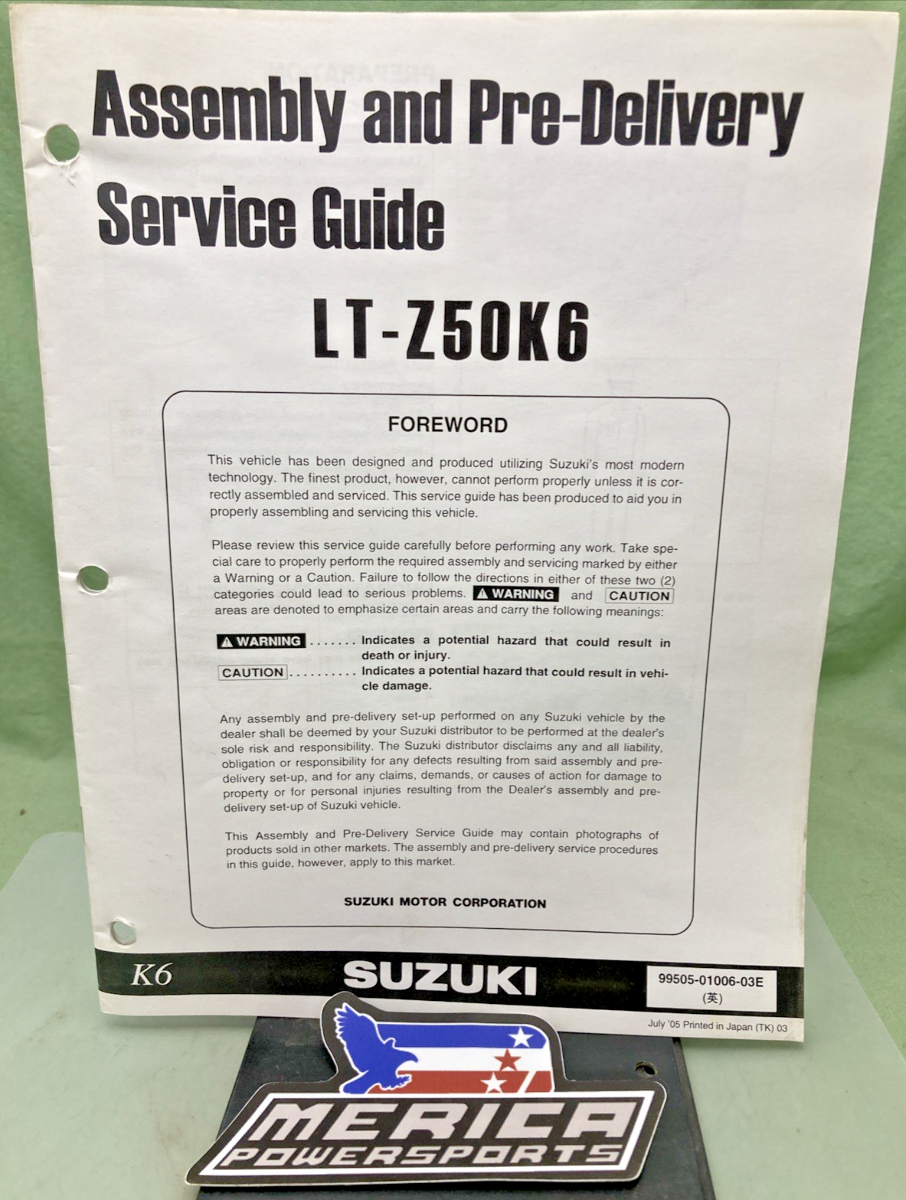 Assembly and Pre-Delivery
Service Guide
LT-Z50K6
FOREWORD
This vehicle has been designed and produced utilizing Suzuki's most modern
technology. The finest product, however, cannot perform properly unless it is cor-
rectly assembled and serviced. This service guide has been produced to aid you in
properly assembling and servicing this vehicle.
Please review this service guide carefully before performing any work. Take spe-
cial care to properly perform the required assembly and servicing marked by either
a Warning or a Caution. Failure to follow the directions in either of these two (2)
categories could lead to serious problems. ⚠ WARNING and CAUTION
areas are denoted to emphasize certain areas and carry the following meanings:
⚠ WARNING ....... Indicates a potential hazard that could result in
death or injury.
CAUTION .......... Indicates a potential hazard that could result in vehi-
cle damage.
Any assembly and pre-delivery set-up performed on any Suzuki vehicle by the
dealer shall be deemed by your Suzuki distributor to be performed at the dealer's
sole risk and responsibility. The Suzuki distributor disclaims any and all liability,
obligation or responsibility for any defects resulting from said assembly and pre-
delivery set-up, and for any claims, demands, or causes of action for damage to
property or for personal injuries resulting from the Dealer's assembly and pre-
delivery set-up of Suzuki vehicle.
This Assembly and Pre-Delivery Service Guide may contain photographs of
products sold in other markets. The assembly and pre-delivery service procedures
in this guide, however, apply to this market.
SUZUKI MOTOR CORPORATION
K6 SUZUKI 99505-01006-03E
(英)
July '05 Printed in Japan (TK) 03
MERICA
POWERSPORTS